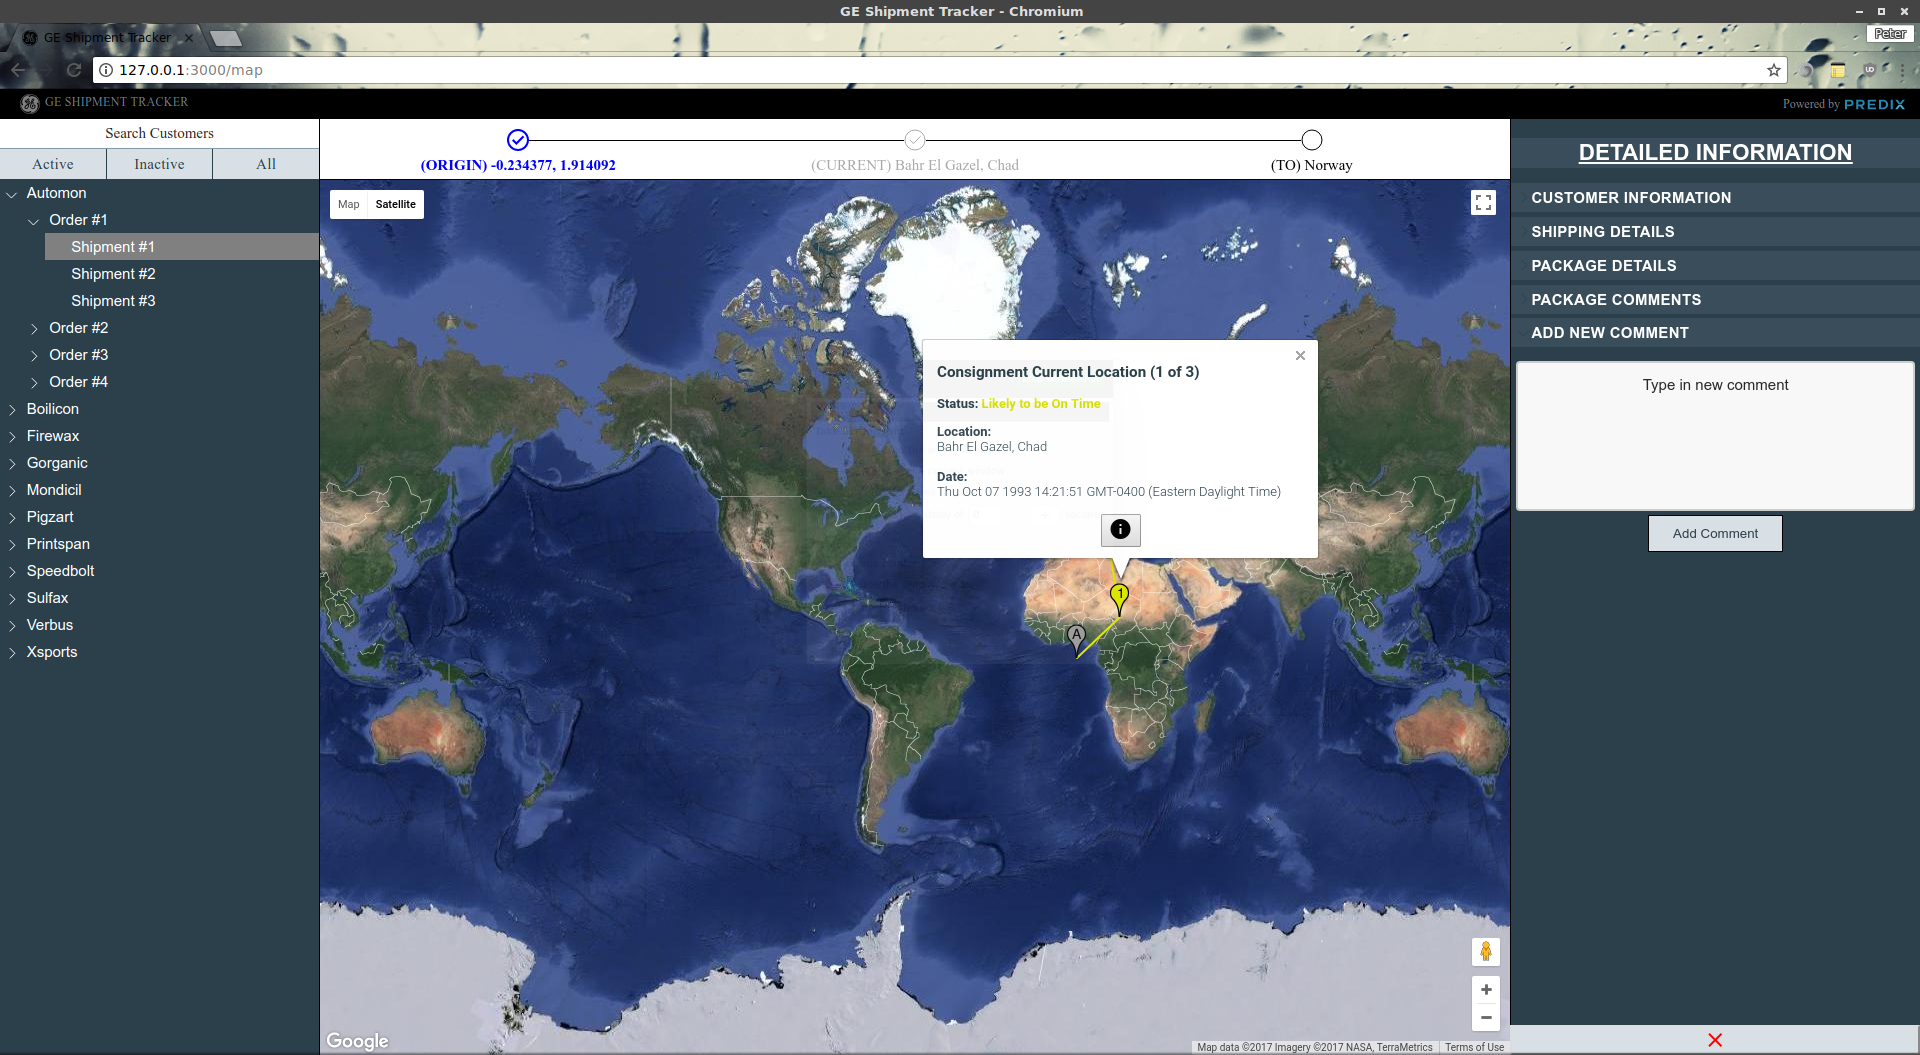 GE Shipment Tracker - Chromium
GE Shipment Tracker
Peter
127.0.0.1:3000/map
GE SHIPMENT TRACKER
Powered by PREDIX
Search Customers
Active
Inactive
All
Automon
Order #1
Shipment #1
Shipment #2
Shipment #3
Order #2
Order #3
Order #4
Boilicon
Firewax
Gorganic
Mondicil
Pigzart
Printspan
Speedbolt
Sulfax
Verbus
Xsports
(ORIGIN) -0.234377, 1.914092
(CURRENT) Bahr El Gazel, Chad
(TO) Norway
Map
Satellite
Consignment Current Location (1 of 3)
Status: Likely to be On Time
Location:
Bahr El Gazel, Chad
Date:
Thu Oct 07 1993 14:21:51 GMT-0400 (Eastern Daylight Time)
1
A
Google
Map data ©2017 Imagery ©2017 NASA, TerraMetrics
Terms of Use
DETAILED INFORMATION
CUSTOMER INFORMATION
SHIPPING DETAILS
PACKAGE DETAILS
PACKAGE COMMENTS
ADD NEW COMMENT
Type in new comment
Add Comment